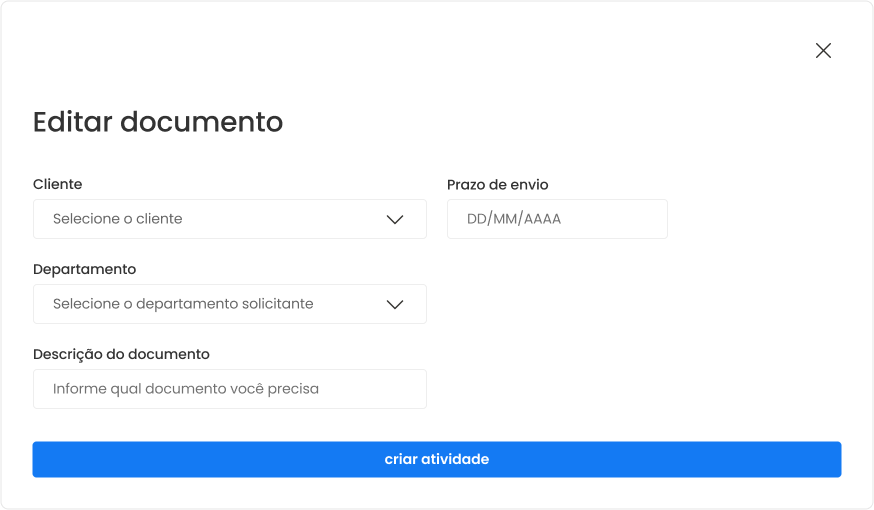 Editar documento
Cliente
Selecione o cliente
Prazo de envio
DD/MM/AAAA
Departamento
Selecione o departamento solicitante
Descrição do documento
Informe qual documento você precisa
criar atividade